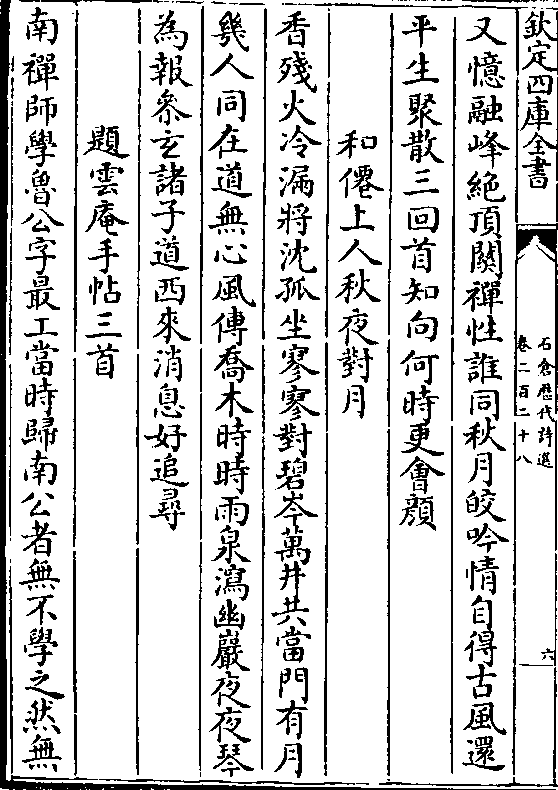 欽定四庫全書
石倉歷代詩選
卷二百二十八
六
又憶融峰絶頂關禪性誰同秋月皎吟情自得古風還
平生聚散三回首知向何時更會顏
和僊上人秋夜對月
香殘火冷漏將沈孤坐寥寥對碧岑萬井共當門有月
幾人同在道無心風傳喬木時時雨泉瀉幽巖夜夜琴
為報參玄諸子道西來消息好追尋
題雲庵手帖三首
南禪師學魯公字最工當時歸南公者無不學之然無